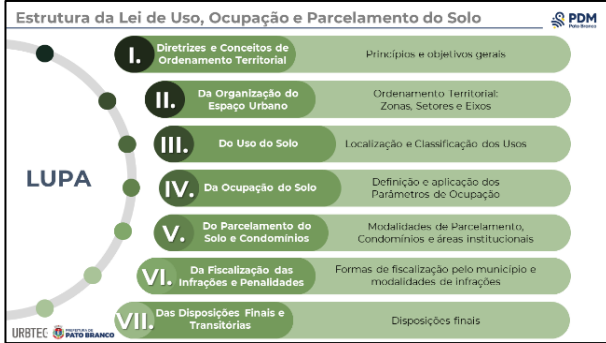 Estrutura da Lei de Uso, Ocupação e Parcelamento do Solo
PDM
Pato Branco
LUPA
I.
Diretrizes e Conceitos de
Ordenamento Territorial
Princípios e objetivos gerais
II.
Da Organização do
Espaço Urbano
Ordenamento Territorial:
Zonas, Setores e Eixos
III.
Do Uso do Solo
Localização e Classificação dos Usos
IV.
Da Ocupação do Solo
Definição e aplicação dos
Parâmetros de Ocupação
V.
Do Parcelamento do
Solo e Condomínios
Modalidades de Parcelamento,
Condomínios e áreas institucionais
VI.
Da Fiscalização das
Infrações e Penalidades
Formas de fiscalização pelo município e
modalidades de infrações
VII.
Das Disposições Finais e
Transitórias
Disposições finais
URBTEC
PREFEITURA DE
PATO BRANCO